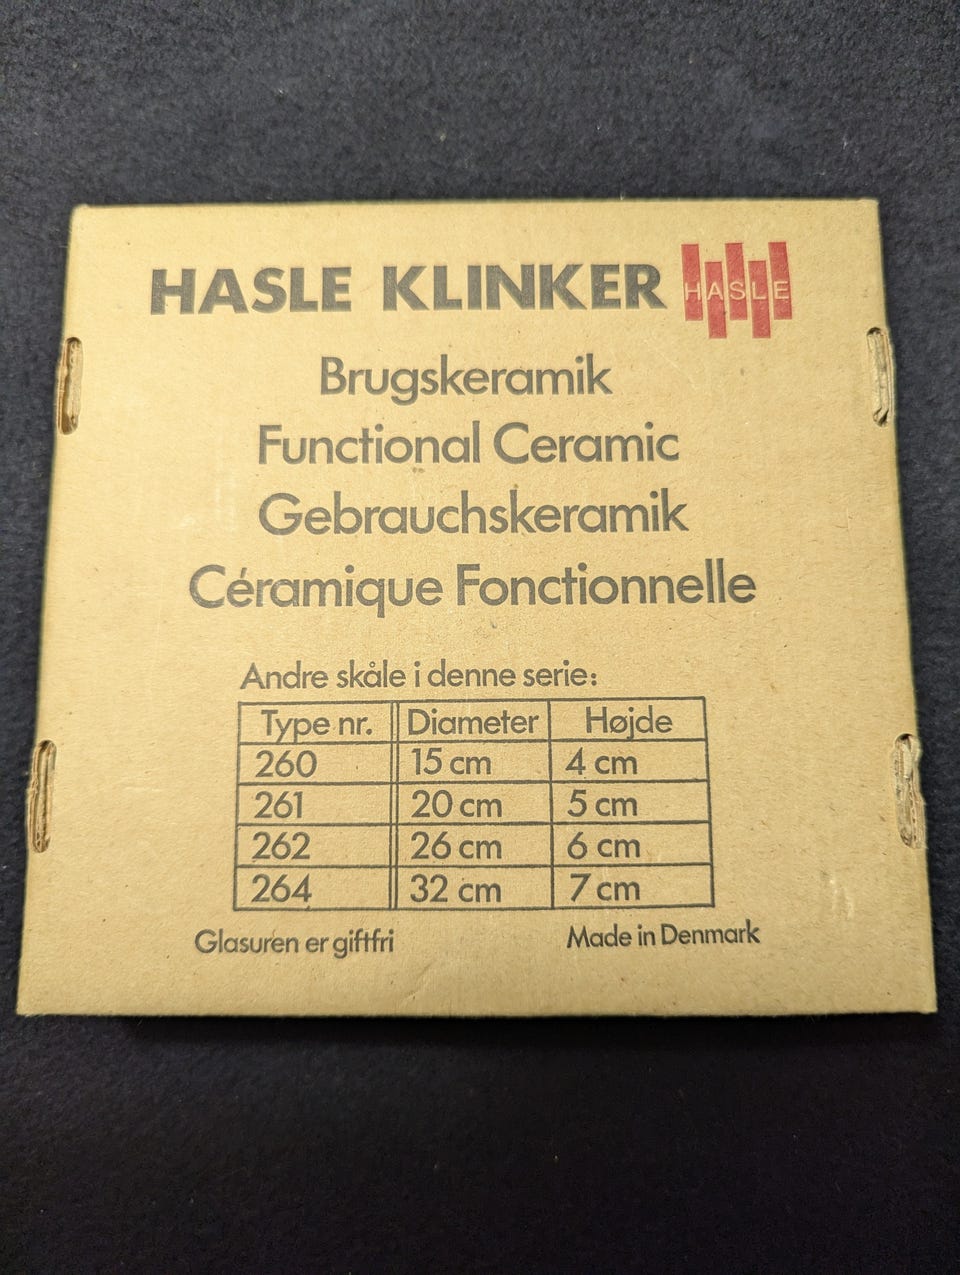 HASLE KLINKER HASLE
Brugskeramik
Functional Ceramic
Gebrauchskeramik
Céramique Fonctionnelle
Andre skåle i denne serie:
Type nr. Diameter Højde
260 15 cm 4 cm
261 20 cm 5 cm
262 26 cm 6 cm
264 32 cm 7 cm
Glasuren er giftfri Made in Denmark